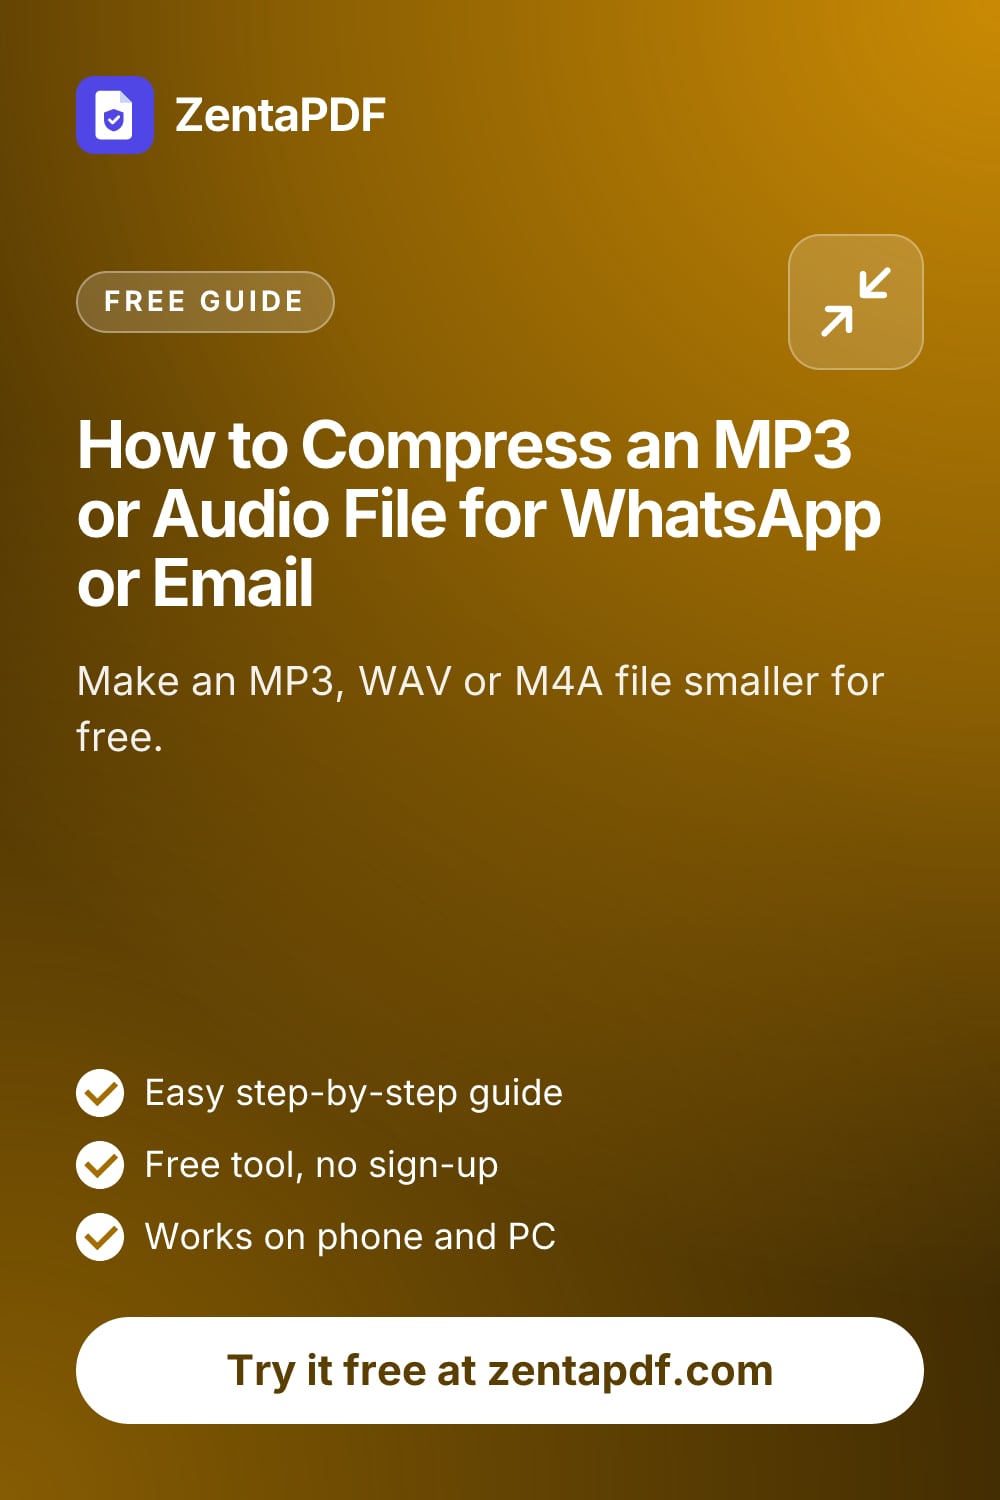 ZentaPDF
FREE GUIDE
How to Compress an MP3
or Audio File for WhatsApp
or Email
Make an MP3, WAV or M4A file smaller for
free.
Easy step-by-step guide
Free tool, no sign-up
Works on phone and PC
Try it free at zentapdf.com